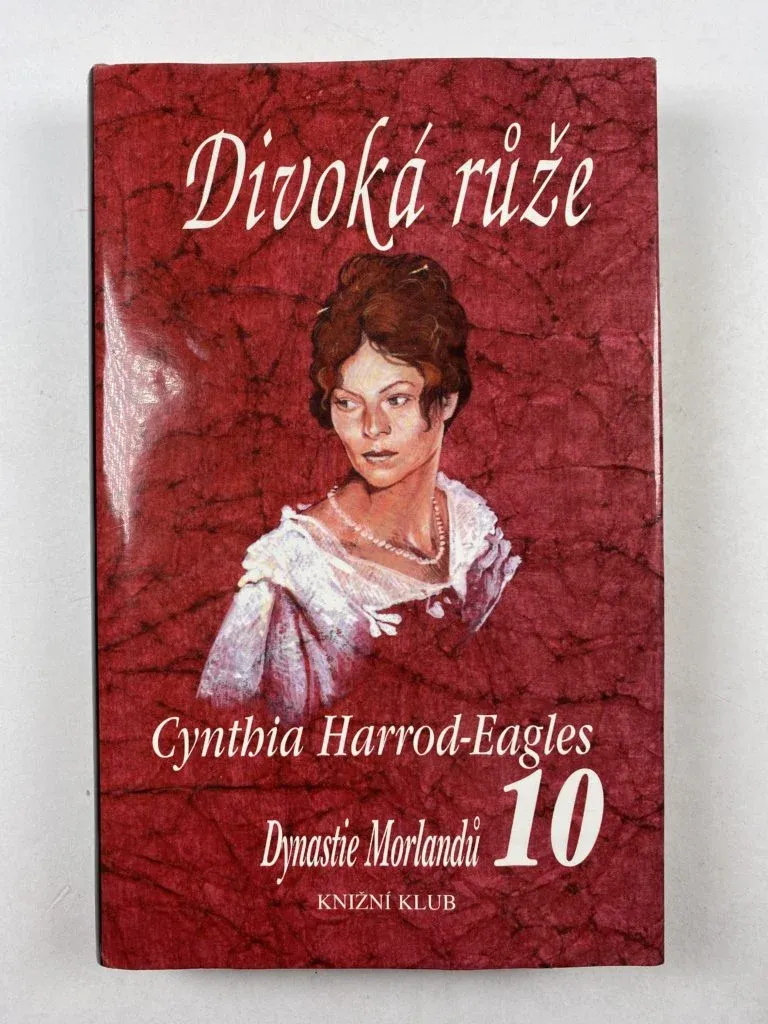 Divoká růže
Cynthia Harrod-Eagles
Dynastie Morlandů 10
KNIŽNÍ KLUB